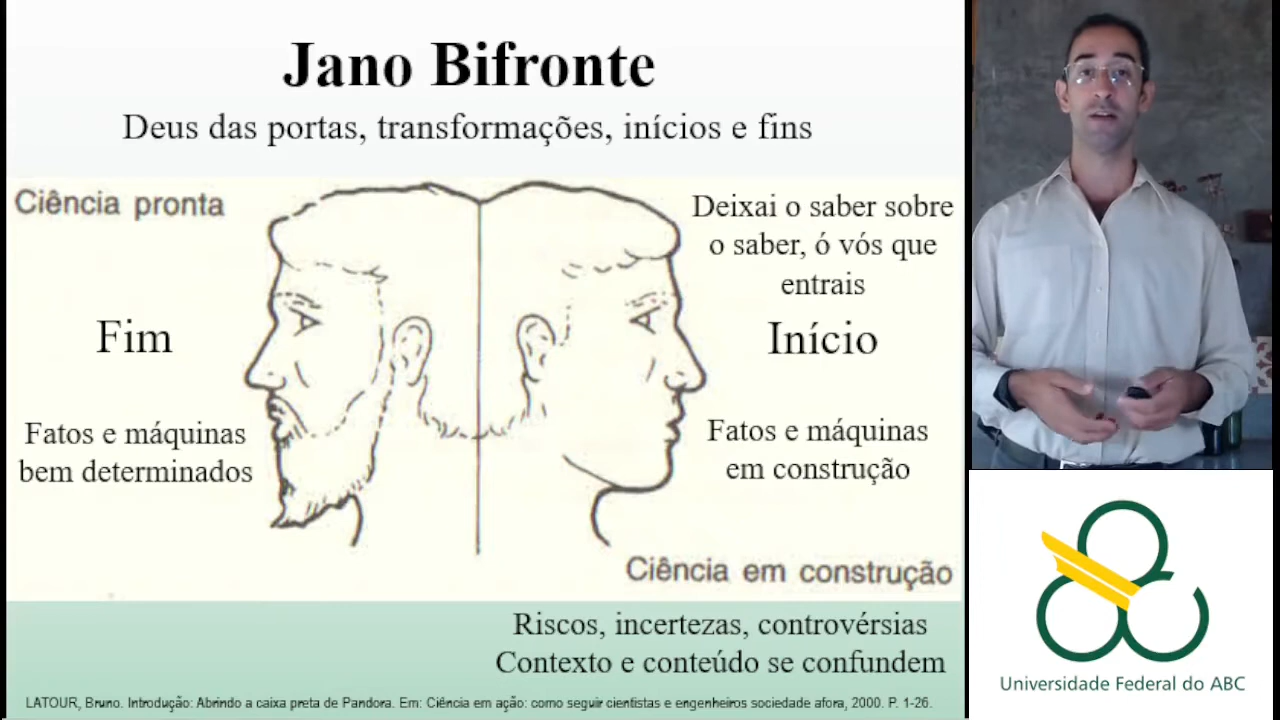 Jano Bifronte
Deus das portas, transformações, inícios e fins
Ciência pronta
Fim
Fatos e máquinas
bem determinados
Deixai o saber sobre
o saber, ó vós que
entrais
Início
Fatos e máquinas
em construção
Ciência em construção
Riscos, incertezas, controvérsias
Contexto e conteúdo se confundem
LATOUR, Bruno. Introdução: Abrindo a caixa preta de Pandora. Em: Ciência em ação: como seguir cientistas e engenheiros sociedade afora, 2000. P. 1-26.
Universidade Federal do ABC